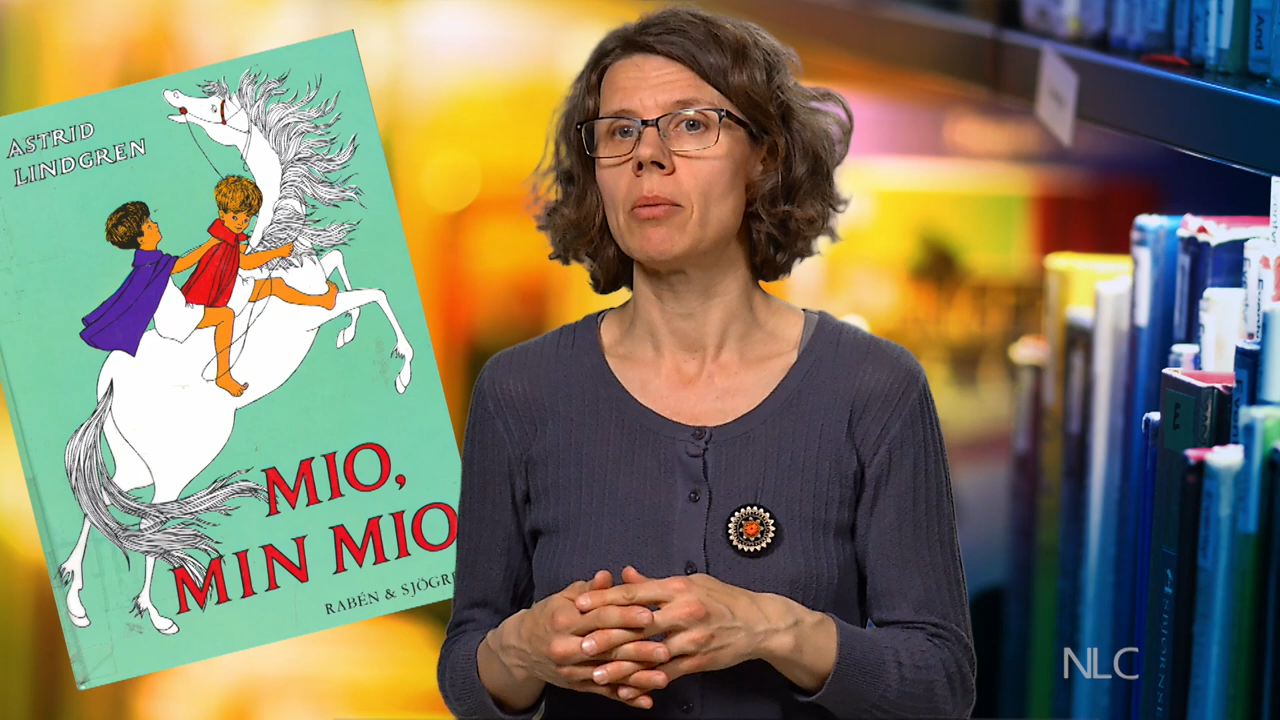 ASTRID
LINDGREN
MIO,
MIN MIO
RABÉN & SJÖGR
NLC